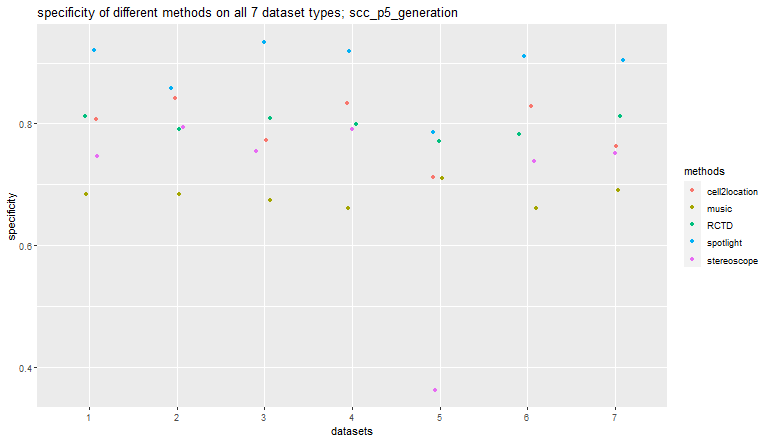 specificity of different methods on all 7 dataset types; scc_p5_generation
specificity
0.8
0.6
0.4
1 2 3 4 5 6 7
datasets
methods
cell2location
music
RCTD
spotlight
stereoscope